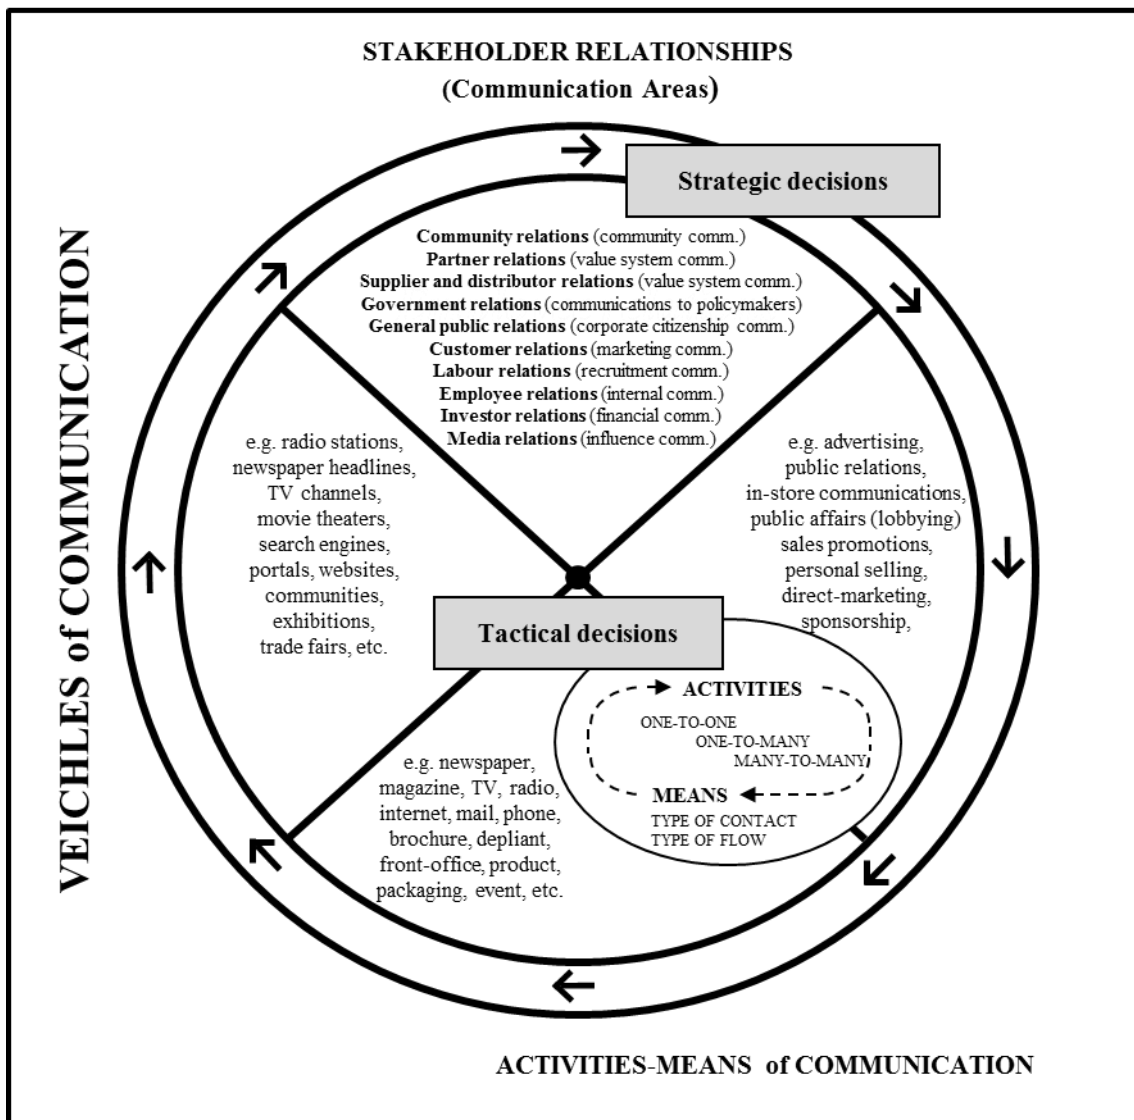 STAKEHOLDER RELATIONSHIPS
(Communication Areas)
Strategic decisions
Community relations (community comm.)
Partner relations (value system comm.)
Supplier and distributor relations (value system comm.)
Government relations (communications to policymakers)
General public relations (corporate citizenship comm.)
Customer relations (marketing comm.)
Labour relations (recruitment comm.)
Employee relations (internal comm.)
Investor relations (financial comm.)
Media relations (influence comm.)
VEICHLES of COMMUNICATION
e.g. radio stations,
newspaper headlines,
TV channels,
movie theaters,
search engines,
portals, websites,
communities,
exhibitions,
trade fairs, etc.
e.g. advertising,
public relations,
in-store communications,
public affairs (lobbying)
sales promotions,
personal selling,
direct-marketing,
sponsorship,
Tactical decisions
ACTIVITIES
ONE-TO-ONE
ONE-TO-MANY
MANY-TO-MANY
MEANS
TYPE OF CONTACT
TYPE OF FLOW
e.g. newspaper,
magazine, TV, radio,
internet, mail, phone,
brochure, depliant,
front-office, product,
packaging, event, etc.
ACTIVITIES-MEANS of COMMUNICATION